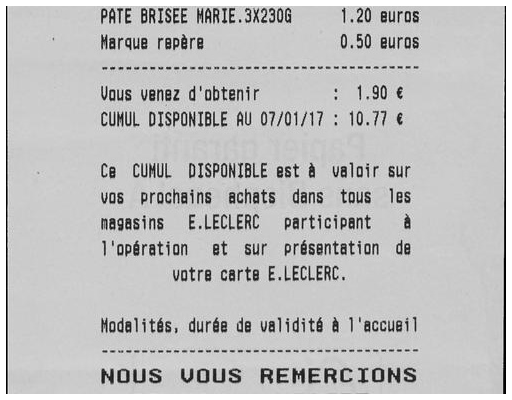 PATE BRISEE MARIE.3X230G 1.20 euros
Marque repère 0.50 euros
Vous venez d'obtenir : 1.90 €
CUMUL DISPONIBLE AU 07/01/17 : 10.77 €
Ce CUMUL DISPONIBLE est à valoir sur
vos prochains achats dans tous les
magasins E.LECLERC participant à
l'opération et sur présentation de
votre carte E.LECLERC.
Modalités, durée de validité à l'accueil
NOUS VOUS REMERCIONS